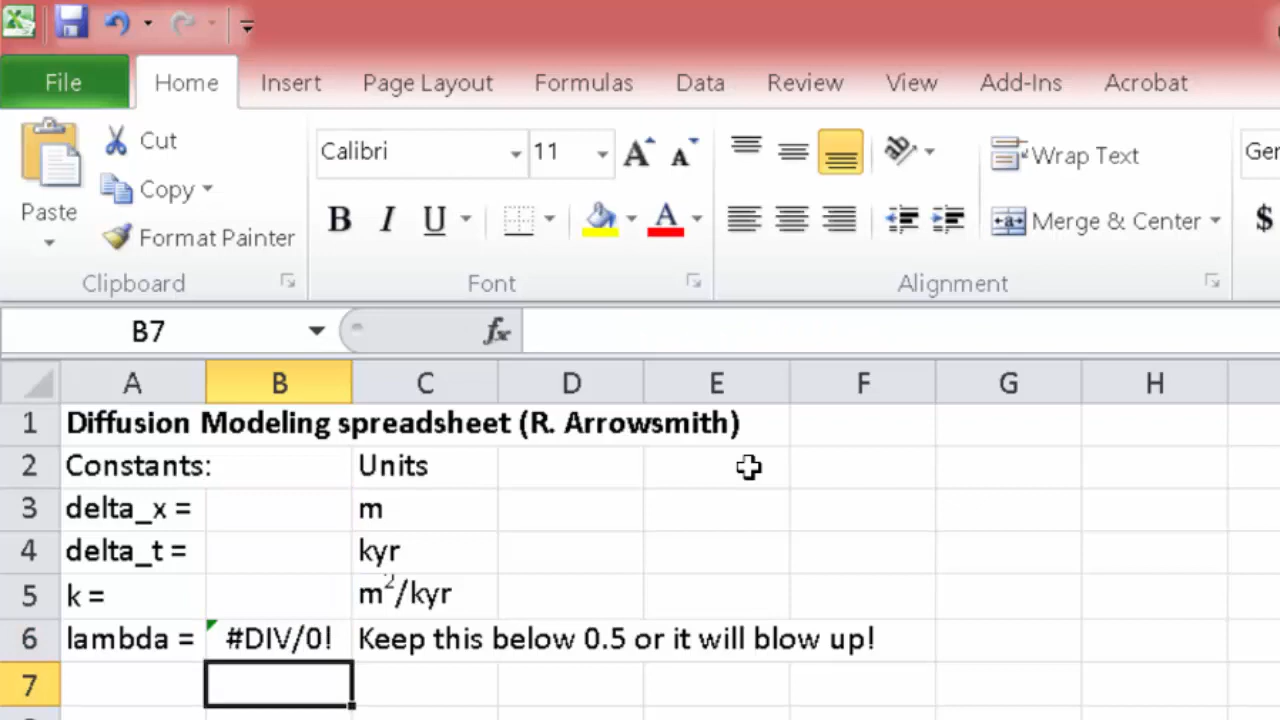 File Home Insert Page Layout Formulas Data Review View Add-Ins Acrobat
Paste
Cut
Copy
Format Painter
Clipboard
Calibri 11 A A
B I U A
Font
Wrap Text
Merge & Center
Alignment
$
B7 fx
A B C D E F G H
1 Diffusion Modeling spreadsheet (R. Arrowsmith)
2 Constants: Units
3 delta_x = m
4 delta_t = kyr
5 k = m²/kyr
6 lambda = #DIV/0! Keep this below 0.5 or it will blow up!
7